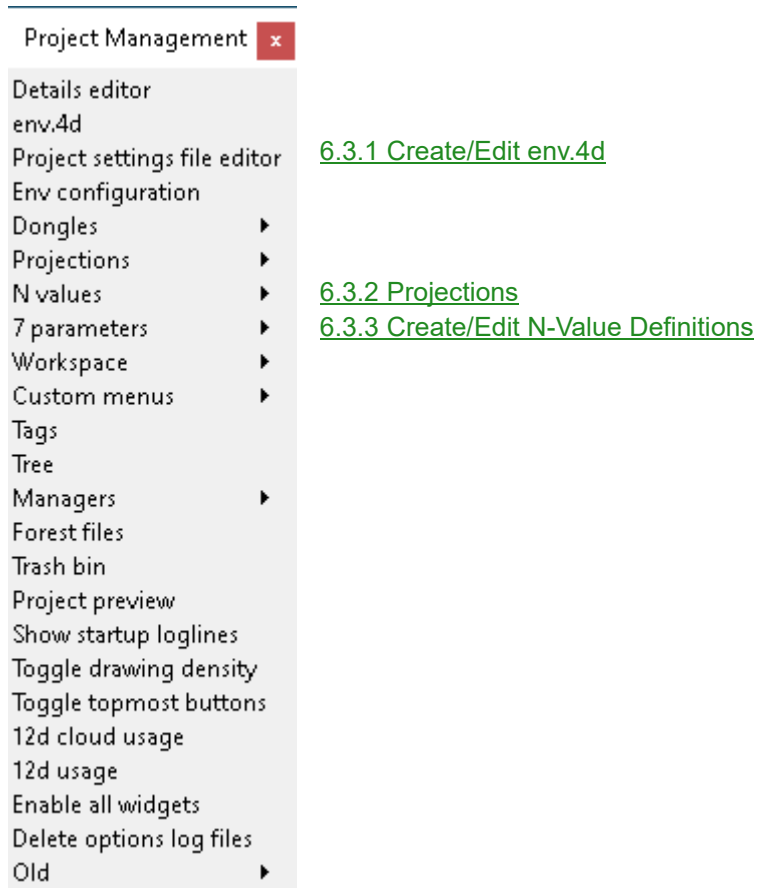 Project Management x
Details editor
env.4d
Project settings file editor
6.3.1 Create/Edit env.4d
Env configuration
Dongles
Projections
N values
6.3.2 Projections
7 parameters
6.3.3 Create/Edit N-Value Definitions
Workspace
Custom menus
Tags
Tree
Managers
Forest files
Trash bin
Project preview
Show startup loglines
Toggle drawing density
Toggle topmost buttons
12d cloud usage
12d usage
Enable all widgets
Delete options log files
Old